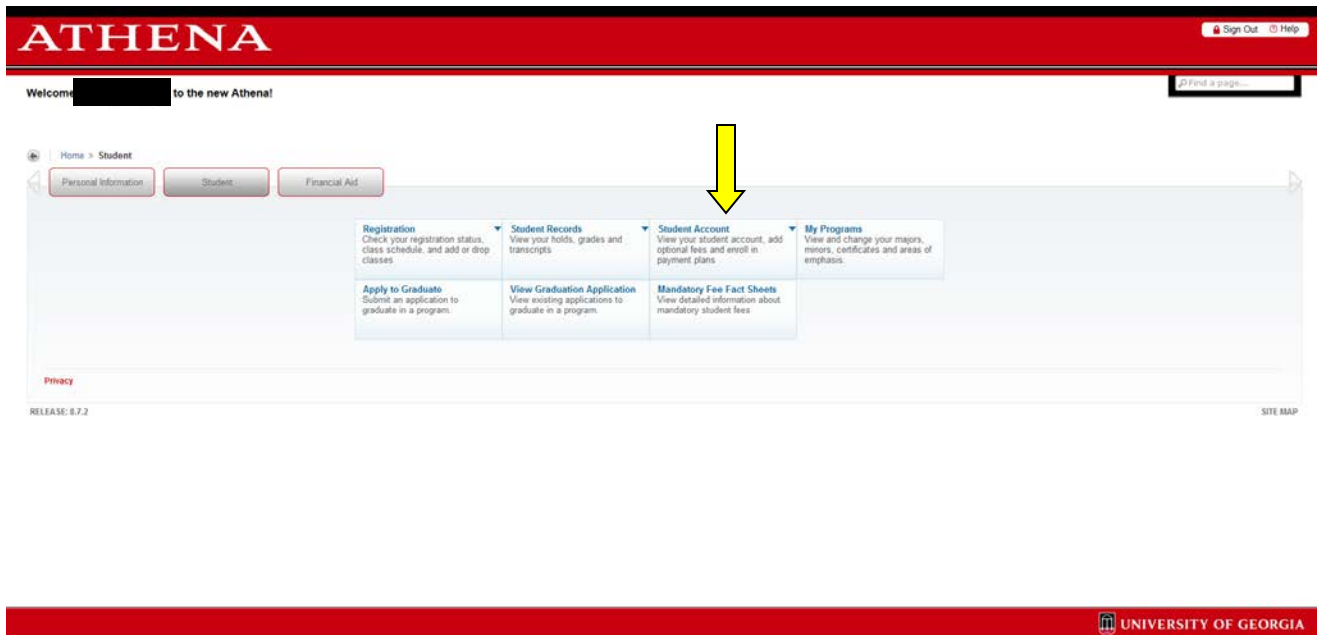 ATHENA
Sign Out Help
Welcome to the new Athena!
Find a page...
Home > Student
Personal Information Student Financial Aid
Registration
Check your registration status,
class schedule, and add or drop
classes
Student Records
View your holds, grades and
transcripts
Student Account
View your student account, add
optional fees and enroll in
payment plans
My Programs
View and change your majors,
minors, certificates and areas of
emphasis.
Apply to Graduate
Submit an application to
graduate in a program.
View Graduation Application
View existing applications to
graduate in a program.
Mandatory Fee Fact Sheets
View detailed information about
mandatory student fees
Privacy
RELEASE: 8.7.2
SITE MAP
UNIVERSITY OF GEORGIA